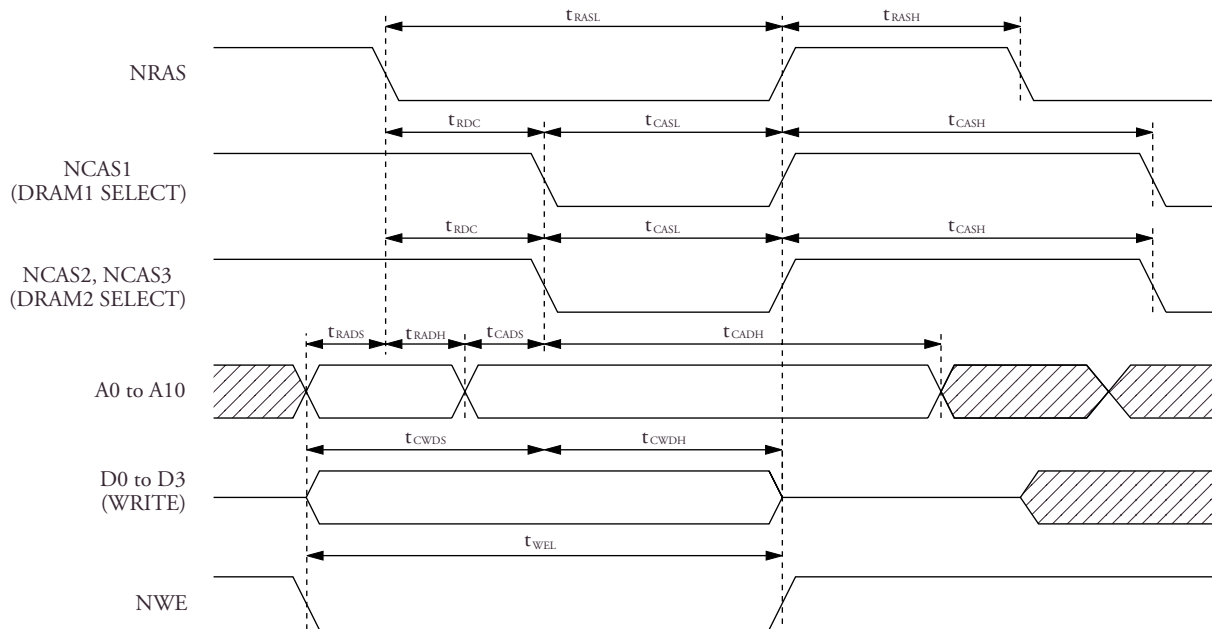 tRASL tRASH
NRAS
tRDC tCASL tCASH
NCAS1
(DRAM1 SELECT)
tRDC tCASL tCASH
NCAS2, NCAS3
(DRAM2 SELECT)
tRADS tRADH tCADS tCADH
A0 to A10
tCWDS tCWDH
D0 to D3
(WRITE)
tWEL
NWE